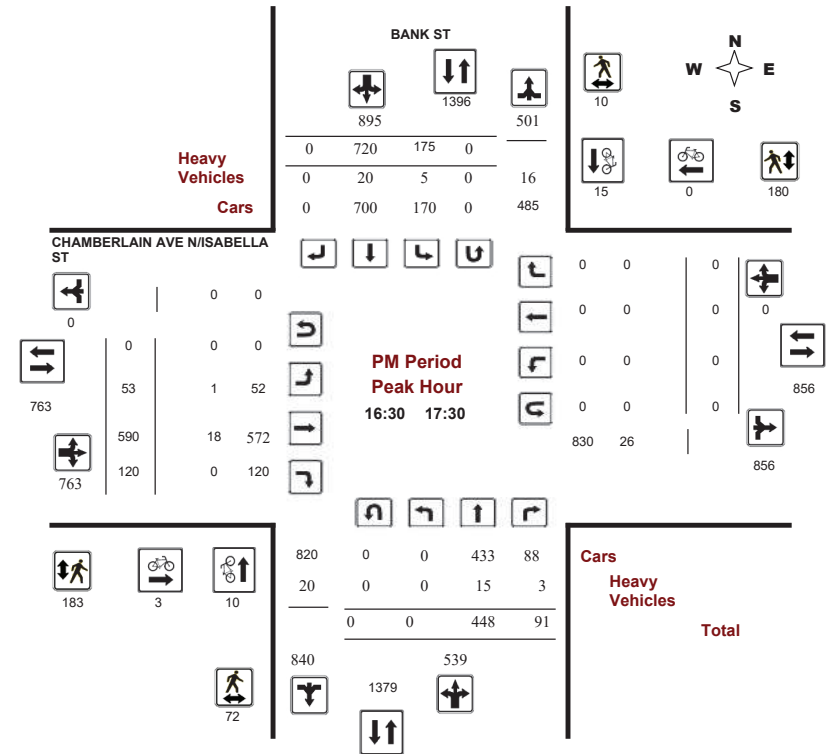 BANK ST
N
W E
S
1396
10
895 501
0 720 175 0
Heavy
Vehicles
0 20 5 0 16
Cars
0 700 170 0 485
15 0 180
CHAMBERLAIN AVE N/ISABELLA
ST
0 0
0
0 0 0
763
53 1 52
590 18 572
120 0 120
763
PM Period
Peak Hour
16:30 17:30
0 0 0
0 0 0
0
0 0 0
856
0 0 0
830 26
856
820 0 0 433 88
Cars
20 0 0 15 3
Heavy
Vehicles
0 0 448 91
Total
183 3 10
840 539
1379
72